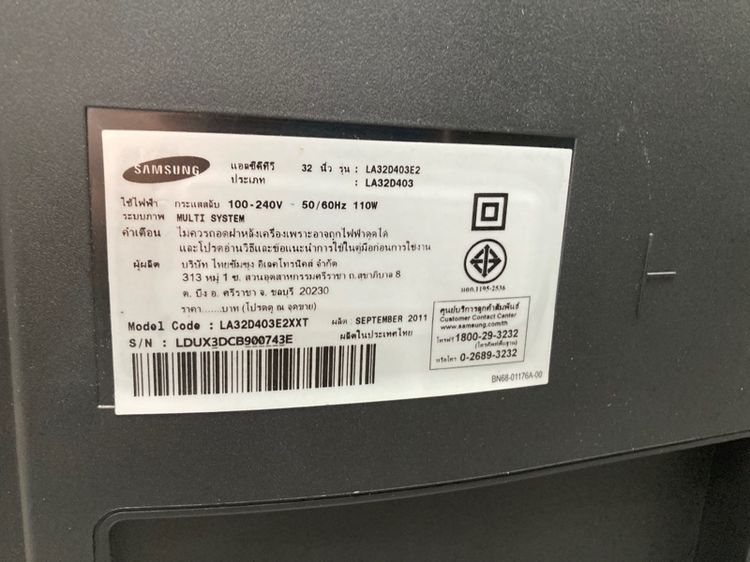 SAMSUNG
แอลซีดีทีวี 32 นิ้ว รุ่น : LA32D403E2
ประเภท : LA32D403
ใช้ไฟฟ้า กระแสสลับ 100-240V ~ 50/60Hz 110W
ระบบภาพ MULTI SYSTEM
คำเตือน ไม่ควรถอดฝาหลังเครื่องเพราะอาจถูกไฟฟ้าดูดได้
และโปรดอ่านวิธีและข้อแนะนำการใช้ในคู่มือก่อนการใช้งาน
ผู้ผลิต บริษัท ไทยซัมซุง อิเลคโทรนิคส์ จำกัด
313 หมู่ 1 ซ. สวนอุตสาหกรรมศรีราชา ถ.สุขาภิบาล 8
ต. บึง อ. ศรีราชา จ. ชลบุรี 20230
ราคา......บาท (โปรดดู ณ จุดขาย)
Model Code : LA32D403E2XXT ผลิต SEPTEMBER 2011
S/N : LDUX3DCB900743E ผลิตในประเทศไทย
มอก.1195-2536
ศูนย์บริการลูกค้าสัมพันธ์
Customer Contact Center
www.samsung.com/th
โทรฟรี 1800-29-3232
(โทรศัพท์พื้นฐาน)
หรือโทร 0-2689-3232
BN68-01176A-00